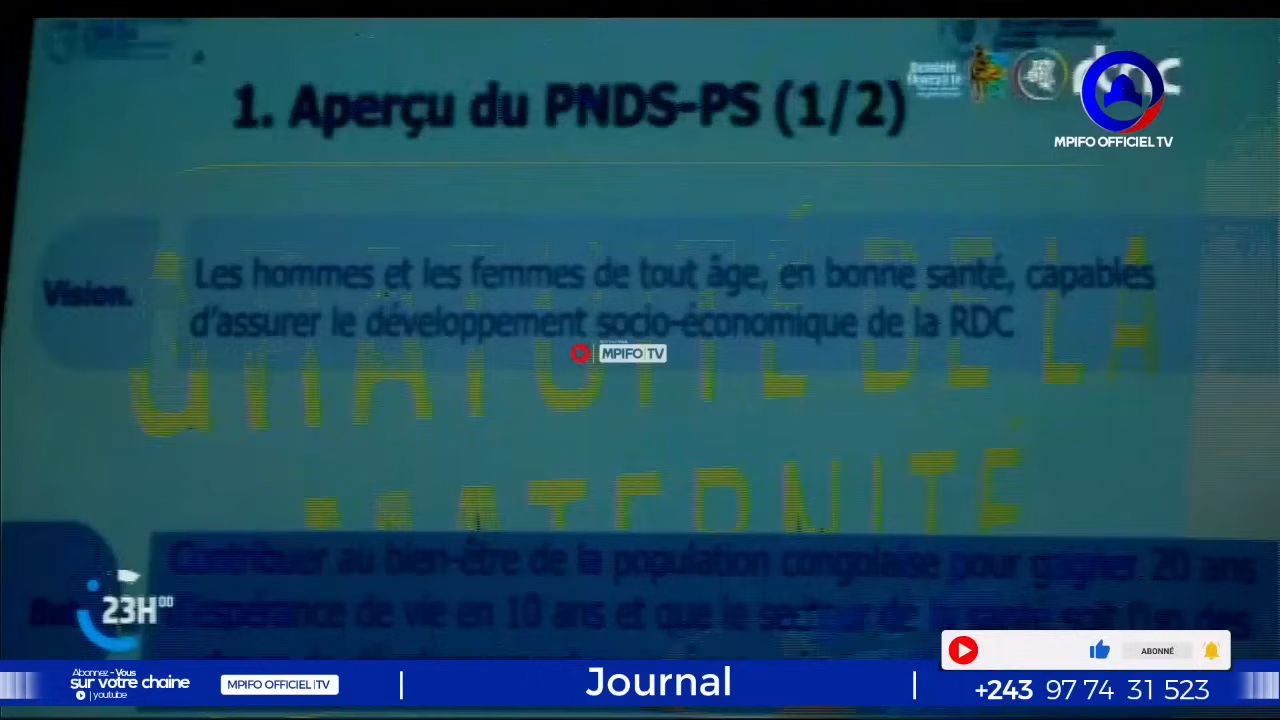 1. Aperçu du PNDS-PS (1/2)
MPIFO OFFICIEL TV
Vision.
Les hommes et les femmes de tout âge, en bonne santé, capables
d'assurer le développement socio-économique de la RDC
GRATUITÉ DE LA
MATERNITÉ
MPIFO TV
Contribuer au bien-être de la population congolaise pour gagner 20 ans
d'espérance de vie en 10 ans et que le secteur de la santé soit l'un des
23H00
Abonnez-Vous
sur votre chaine
youtube
MPIFO OFFICIEL TV
Journal
ABONNÉ
+243 97 74 31 523